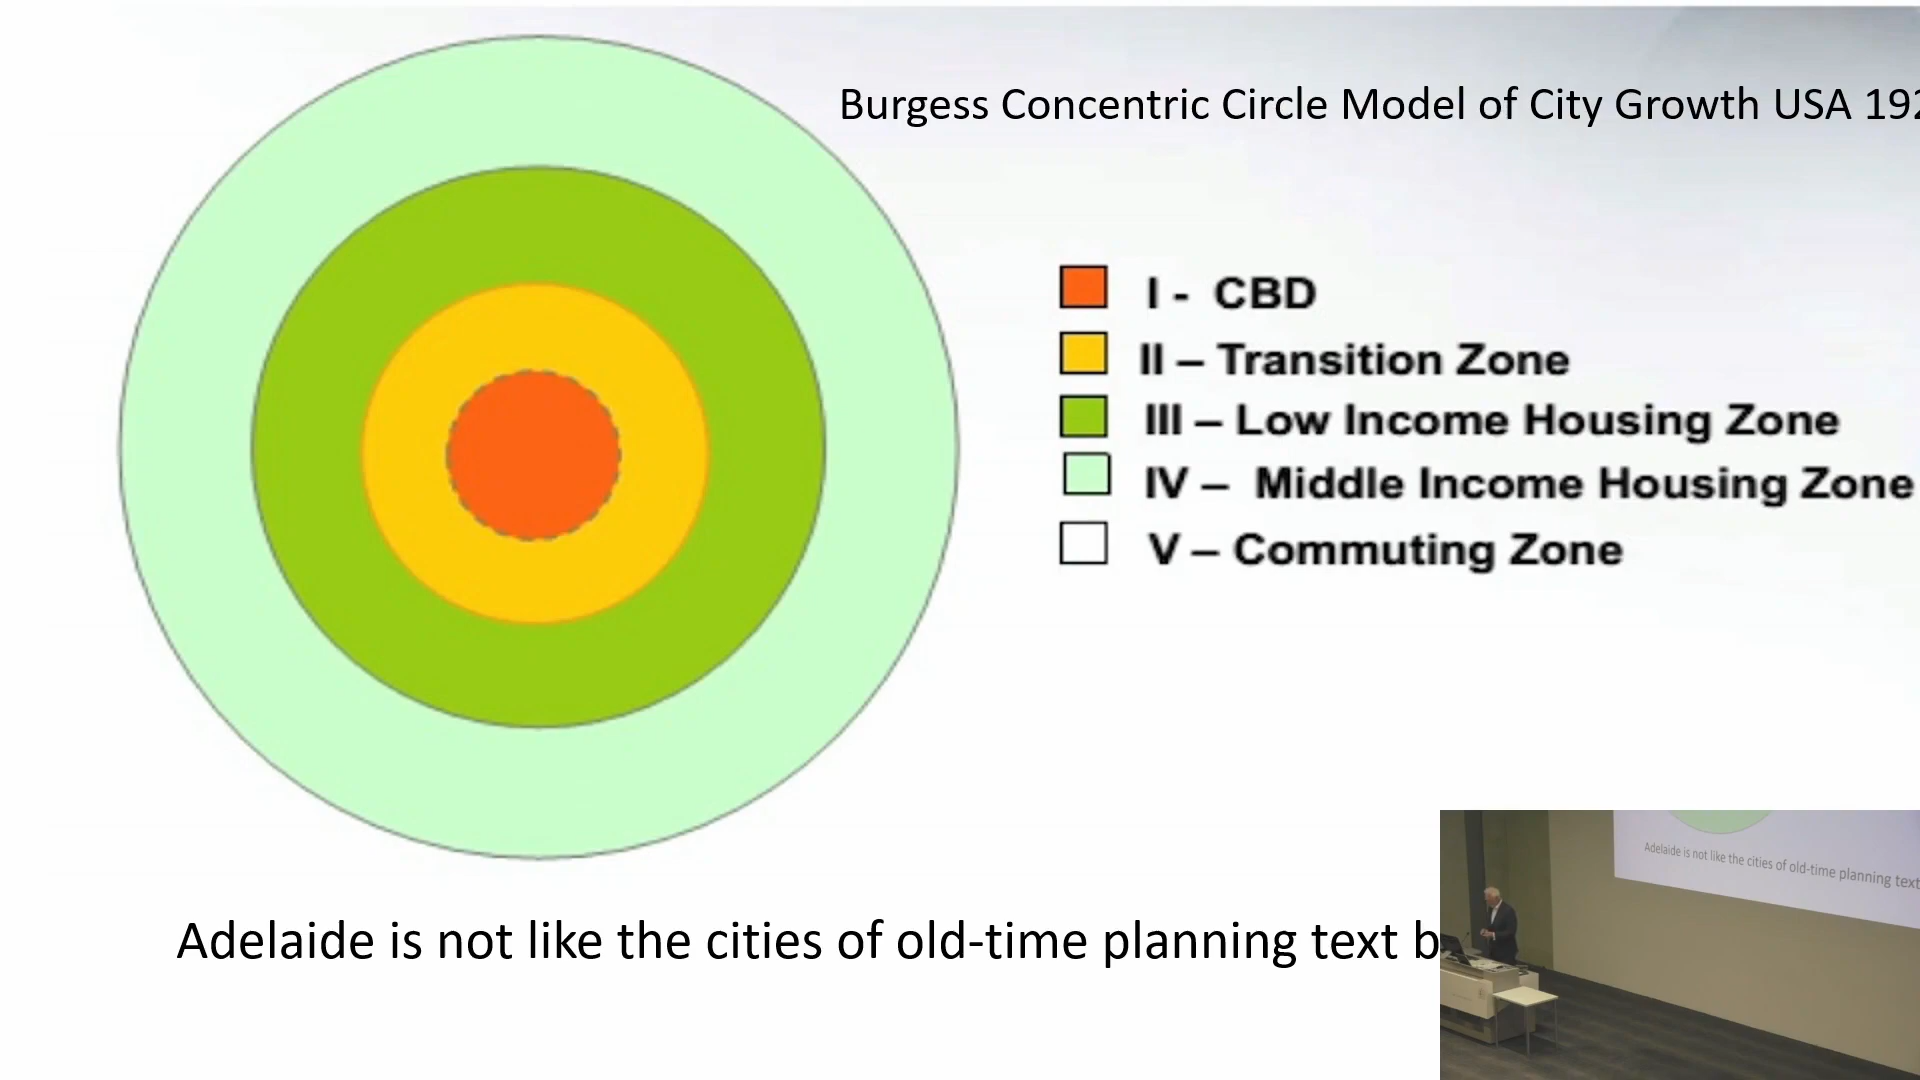 Burgess Concentric Circle Model of City Growth USA 192
I - CBD
II – Transition Zone
III – Low Income Housing Zone
IV – Middle Income Housing Zone
V – Commuting Zone
Adelaide is not like the cities of old-time planning text b
Adelaide is not like the cities of old-time planning text